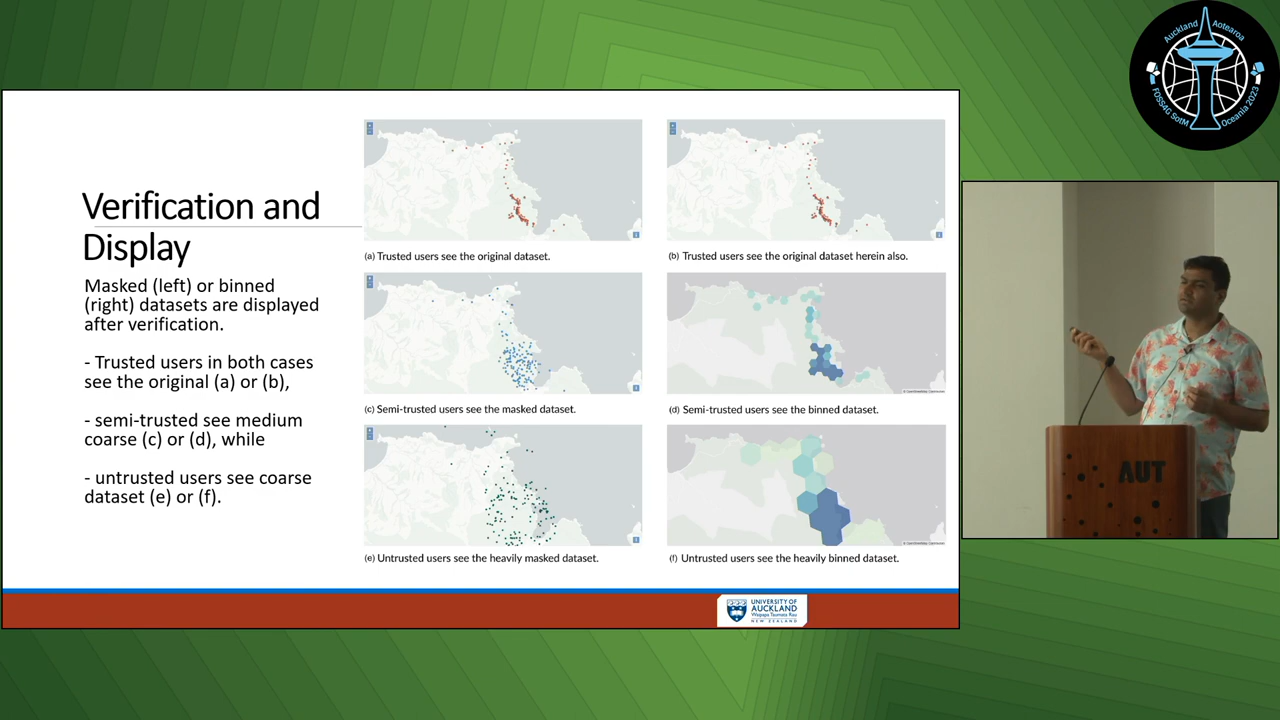 Auckland Aotearoa
FOSS4G SotM Oceania 2023
Verification and
Display
Masked (left) or binned
(right) datasets are displayed
after verification.
- Trusted users in both cases
see the original (a) or (b),
- semi-trusted see medium
coarse (c) or (d), while
- untrusted users see coarse
dataset (e) or (f).
(a) Trusted users see the original dataset.
(b) Trusted users see the original dataset herein also.
(c) Semi-trusted users see the masked dataset.
(d) Semi-trusted users see the binned dataset.
(e) Untrusted users see the heavily masked dataset.
(f) Untrusted users see the heavily binned dataset.
UNIVERSITY OF
AUCKLAND
Waipapa Taumata Rau
NEW ZEALAND
AUT